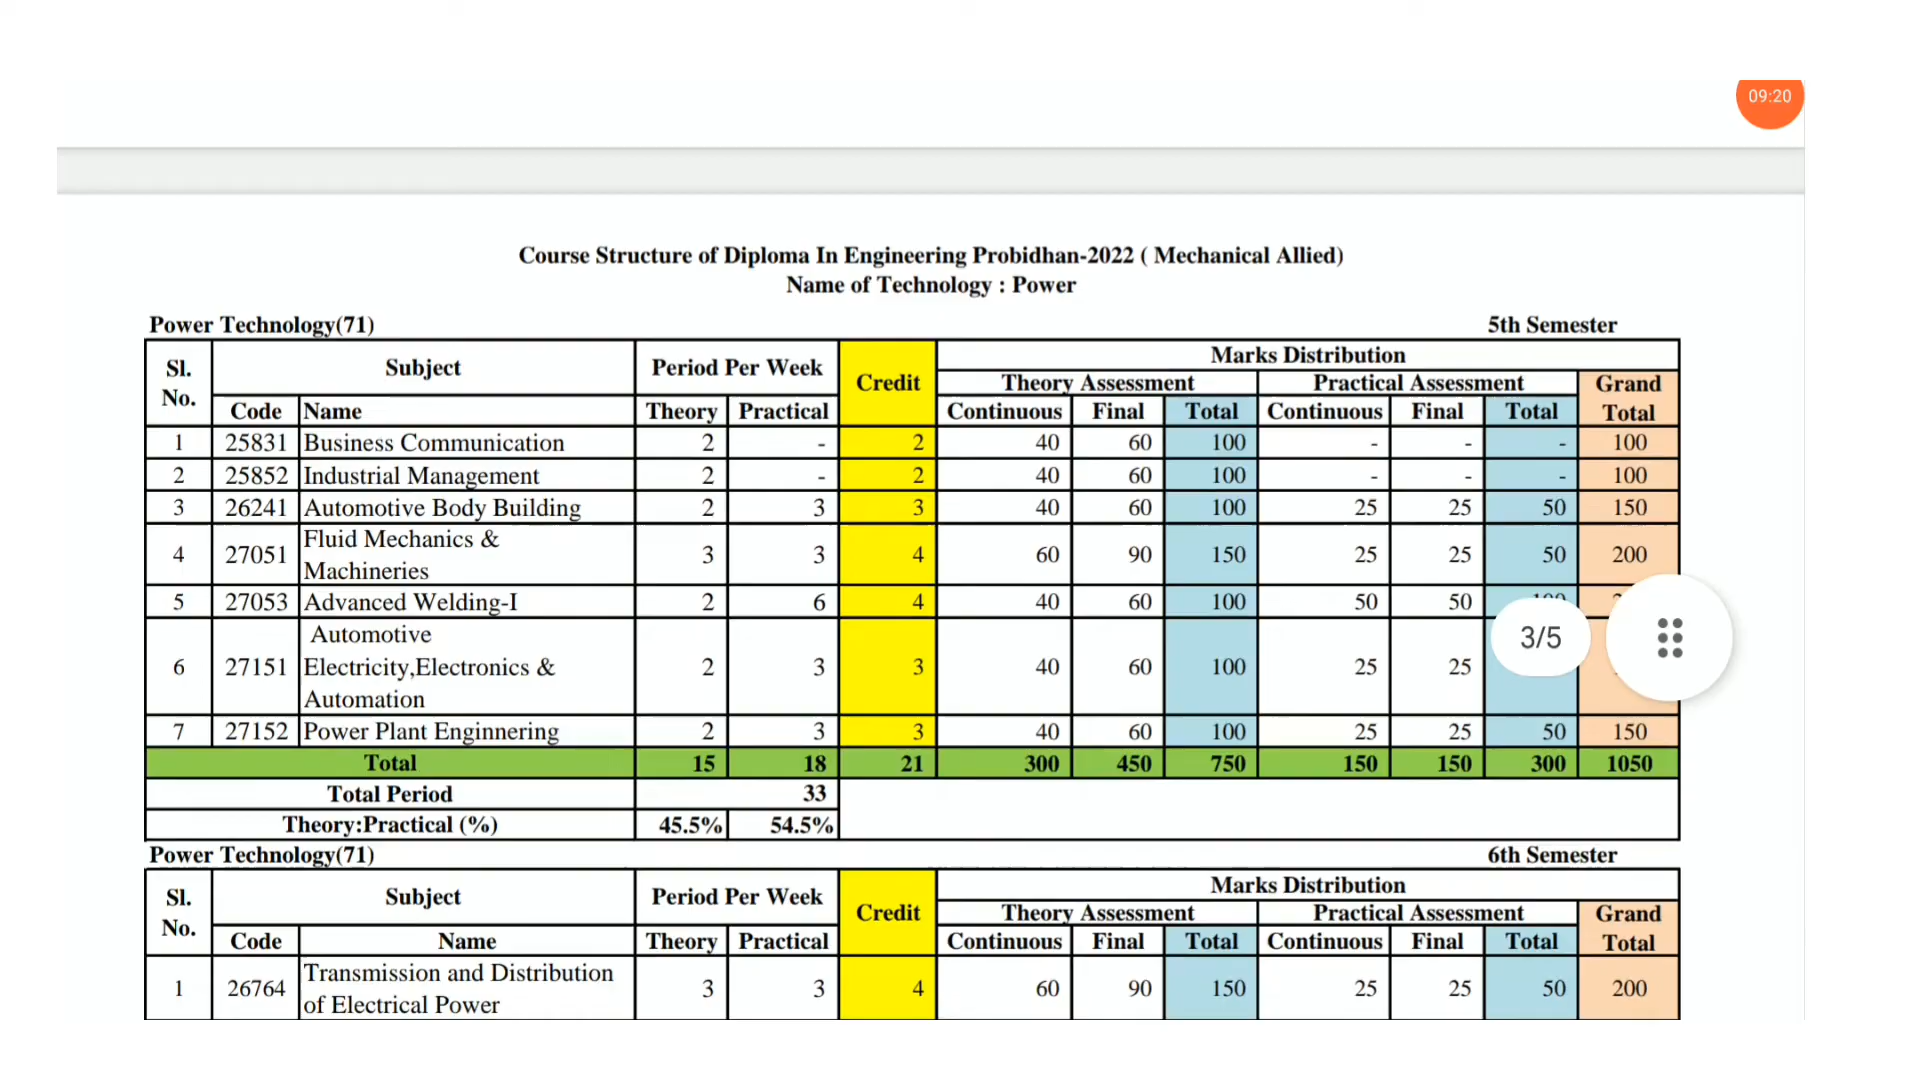 09:20
Course Structure of Diploma In Engineering Probidhan-2022 ( Mechanical Allied)
Name of Technology : Power
Power Technology(71) 5th Semester
Sl. No. Subject Period Per Week Credit Marks Distribution
Theory Assessment Practical Assessment Grand Total
Code Name Theory Practical Continuous Final Total Continuous Final Total
1 25831 Business Communication 2 - 2 40 60 100 - - - 100
2 25852 Industrial Management 2 - 2 40 60 100 - - - 100
3 26241 Automotive Body Building 2 3 3 40 60 100 25 25 50 150
4 27051 Fluid Mechanics & Machineries 3 3 4 60 90 150 25 25 50 200
5 27053 Advanced Welding-I 2 6 4 40 60 100 50 50
3/5
6 27151 Automotive Electricity,Electronics & Automation 2 3 3 40 60 100 25 25
7 27152 Power Plant Enginnering 2 3 3 40 60 100 25 25 50 150
Total 15 18 21 300 450 750 150 150 300 1050
Total Period 33
Theory:Practical (%) 45.5% 54.5%
Power Technology(71) 6th Semester
Sl. No. Subject Period Per Week Credit Marks Distribution
Theory Assessment Practical Assessment Grand Total
Code Name Theory Practical Continuous Final Total Continuous Final Total
1 26764 Transmission and Distribution of Electrical Power 3 3 4 60 90 150 25 25 50 200